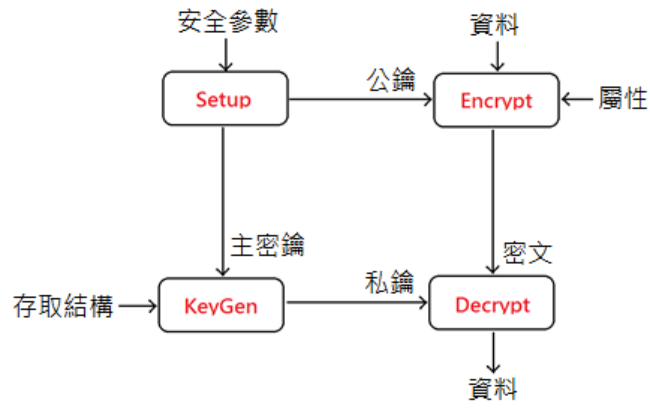 安全參數
資料
Setup
公鑰
Encrypt
屬性
主密鑰
密文
存取結構
KeyGen
私鑰
Decrypt
資料